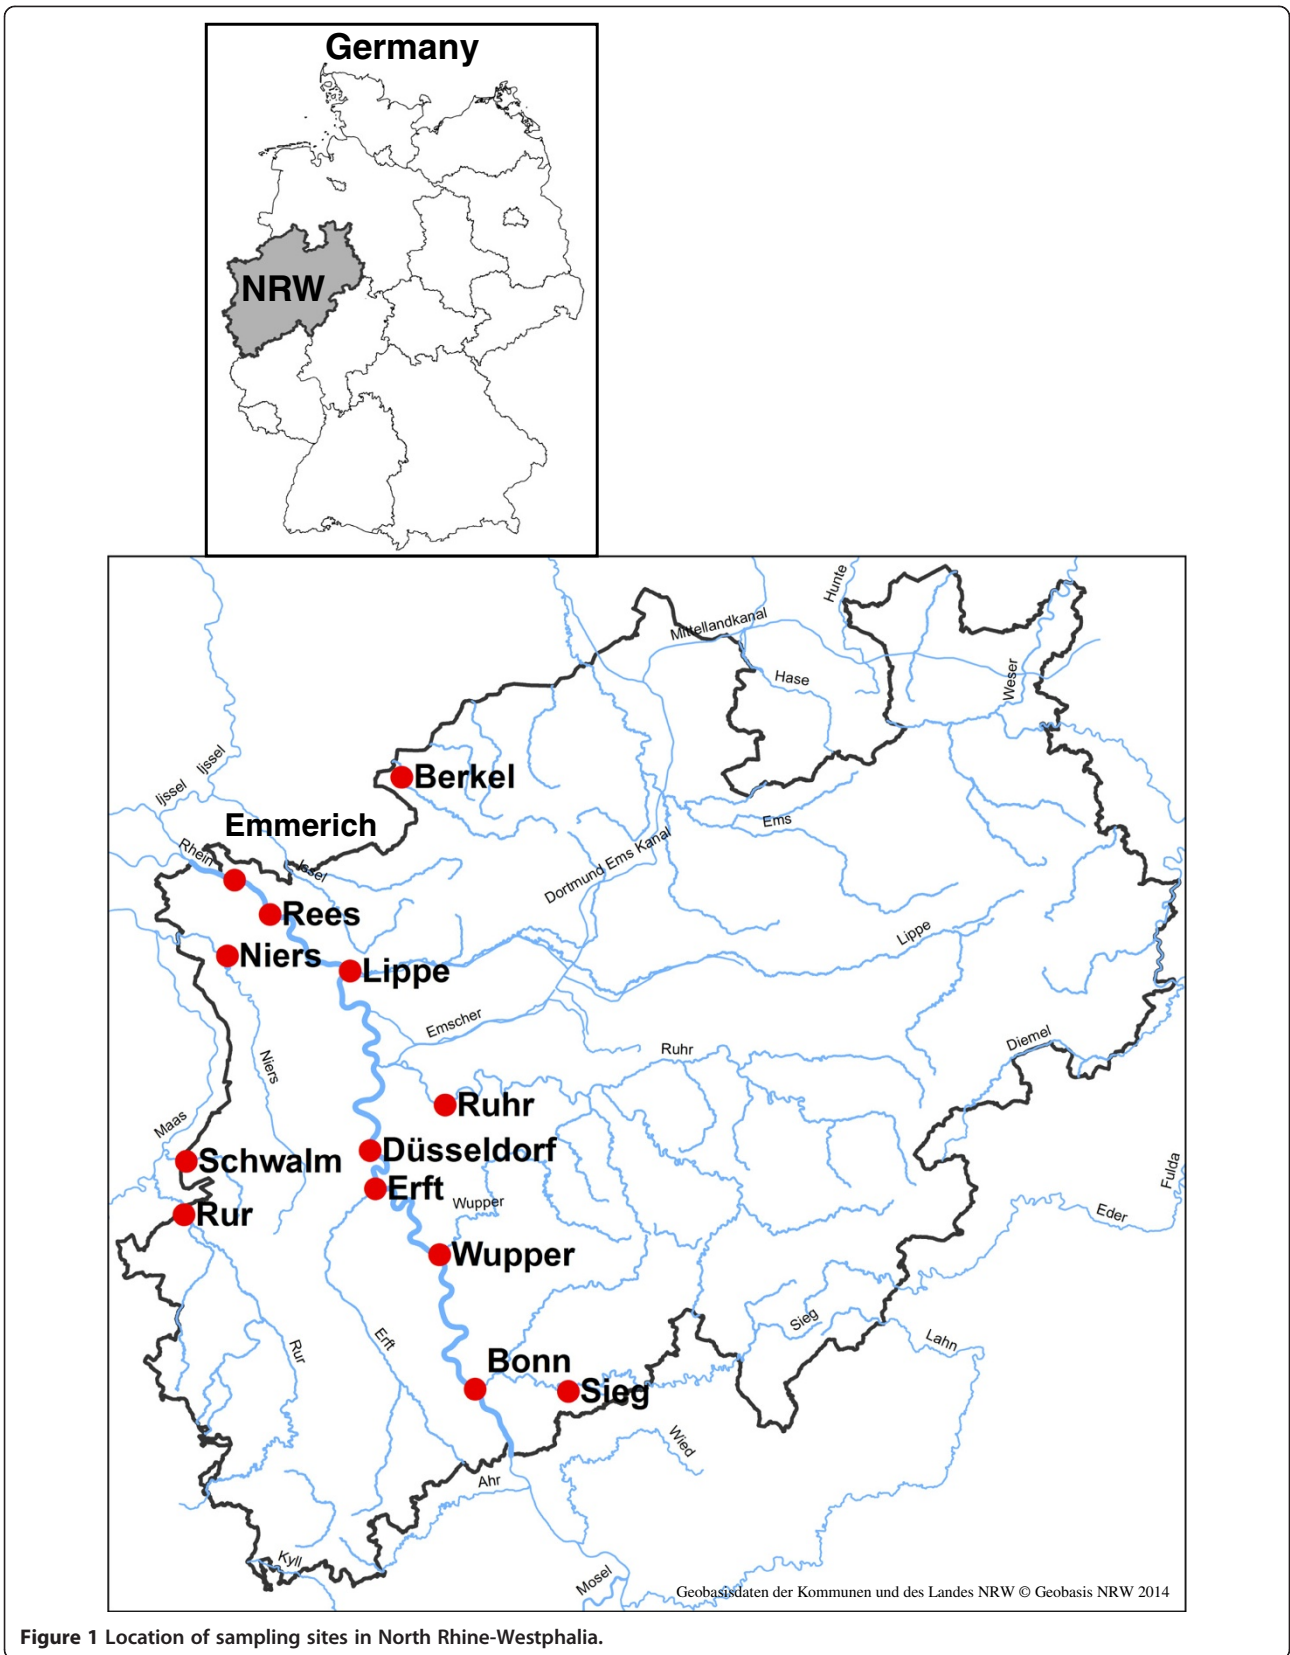 Germany
NRW
Hunte
Mittellandkanal
Hase
Weser
Ijssel
Ijssel
Berkel
Ems
Emmerich
Rhein
Issel
Dortmund Ems Kanal
Rees
Lippe
Niers
Lippe
Emscher
Diemel
Ruhr
Niers
Ruhr
Maas
Düsseldorf
Schwalm
Fulda
Erft
Wupper
Rur
Eder
Wupper
Sieg
Erft
Rur
Lahn
Bonn
Sieg
Wied
Ahr
Kyll
Mosel
Geobasisdaten der Kommunen und des Landes NRW © Geobasis NRW 2014
Figure 1 Location of sampling sites in North Rhine-Westphalia.